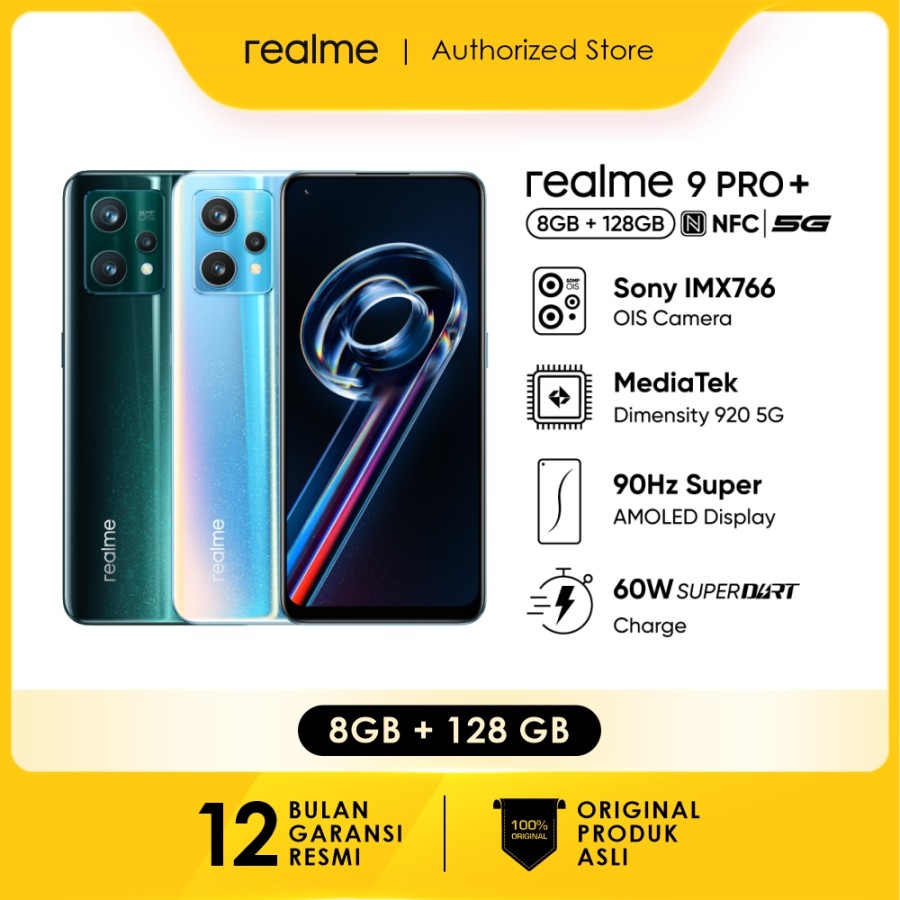 realme | Authorized Store
realme 9 PRO+
8GB + 128GB NFC | 5G
Sony IMX766
OIS Camera
MediaTek
Dimensity 920 5G
90Hz Super
AMOLED Display
60W SUPERDART
Charge
50MP
OIS
realme
realme
8GB + 128 GB
12 BULAN
GARANSI
RESMI
100%
ORIGINAL
ORIGINAL
PRODUK
ASLI